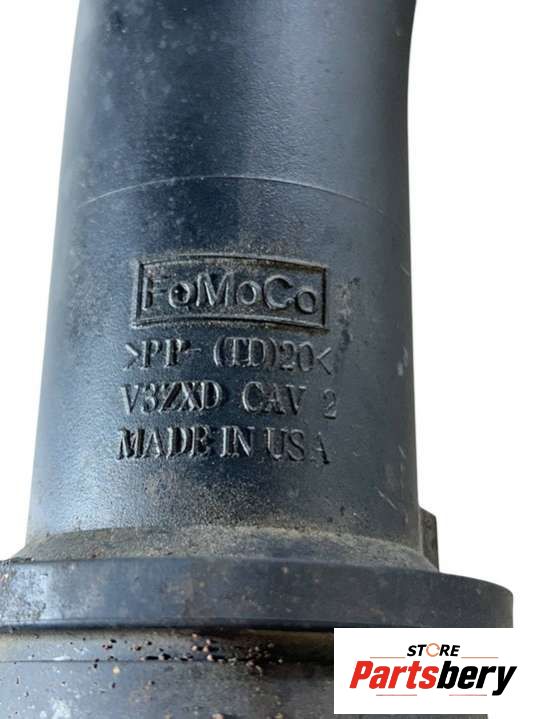 FoMoCo
>PP-(TD)20<
V3ZXD CAV 2
MADE IN USA
STORE
Partsbery